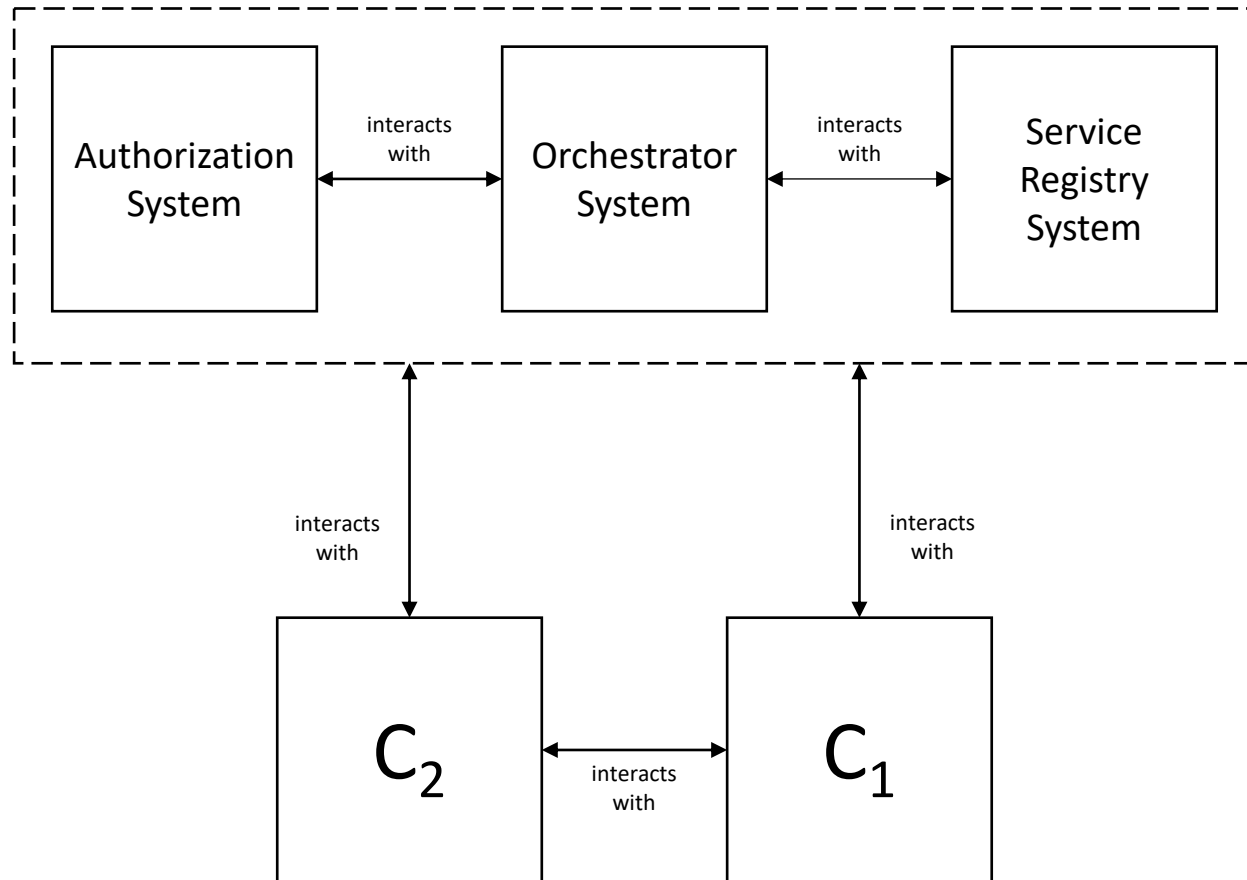 Authorization
System
interacts
with
Orchestrator
System
interacts
with
Service
Registry
System
interacts
with
interacts
with
C₂
interacts
with
C₁